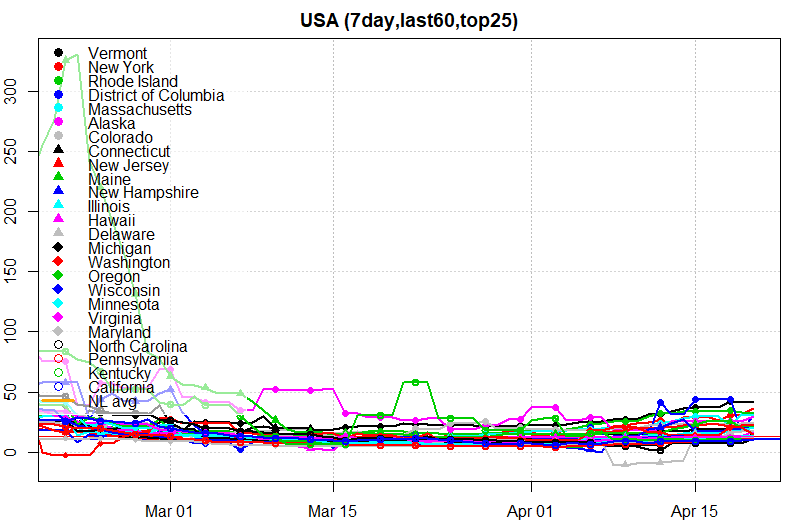 USA (7day,last60,top25)
Vermont
New York
Rhode Island
District of Columbia
Massachusetts
Alaska
Colorado
Connecticut
New Jersey
Maine
New Hampshire
Illinois
Hawaii
Delaware
Michigan
Washington
Oregon
Wisconsin
Minnesota
Virginia
Maryland
North Carolina
Pennsylvania
Kentucky
California
NL avg
300
250
200
150
100
50
0
Mar 01 Mar 15 Apr 01 Apr 15